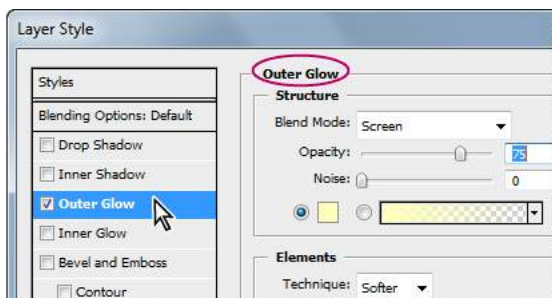 Layer Style
Styles
Blending Options: Default
Drop Shadow
Inner Shadow
Outer Glow
Inner Glow
Bevel and Emboss
Contour
Outer Glow
Structure
Blend Mode: Screen
Opacity: 75
Noise: 0
Elements
Technique: Softer